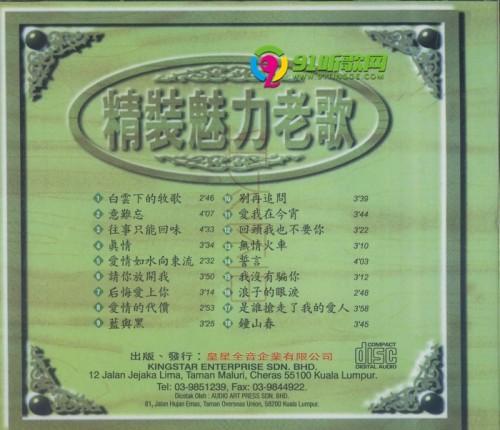 91听歌网
WWW.91TINGGE.COM
精裝魅力老歌
1 白雲下的牧歌 2'46
2 意難忘 4'07
3 往事只能回味 4'33
4 真情 3'34
5 愛情如水向東流 2'32
6 請你放開我 3'50
7 后悔愛上你 3'14
8 愛情的代價 2'53
9 藍與黑 3'25
10 別再追問 3'39
11 愛我在今宵 3'44
12 回頭我也不要你 3'22
13 無情火車 3'10
14 誓言 4'03
15 我沒有騙你 3'12
16 浪子的眼淚 2'48
17 是誰搶走了我的愛人 3'58
18 鐘山春 3'45
出版、發行：皇星全音企業有限公司
KINGSTAR ENTERPRISE SDN. BHD.
12 Jalan Jejaka Lima, Taman Maluri, Cheras 55100 Kuala Lumpur.
Tel: 03-9851239, Fax: 03-9844922.
Dicetak Oleh : AUDIO ART PRESS SDN. BHD.
81, Jalan Hujan Emas, Taman Overseas Union, 58200 Kuala Lumpur.
COMPACT
disc
DIGITAL AUDIO